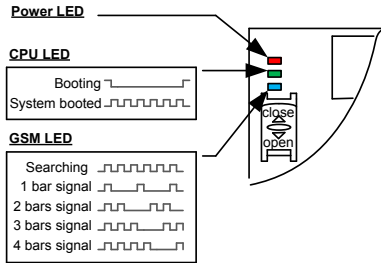 Power LED
CPU LED
Booting
System booted
GSM LED
Searching
1 bar signal
2 bars signal
3 bars signal
4 bars signal
close
open